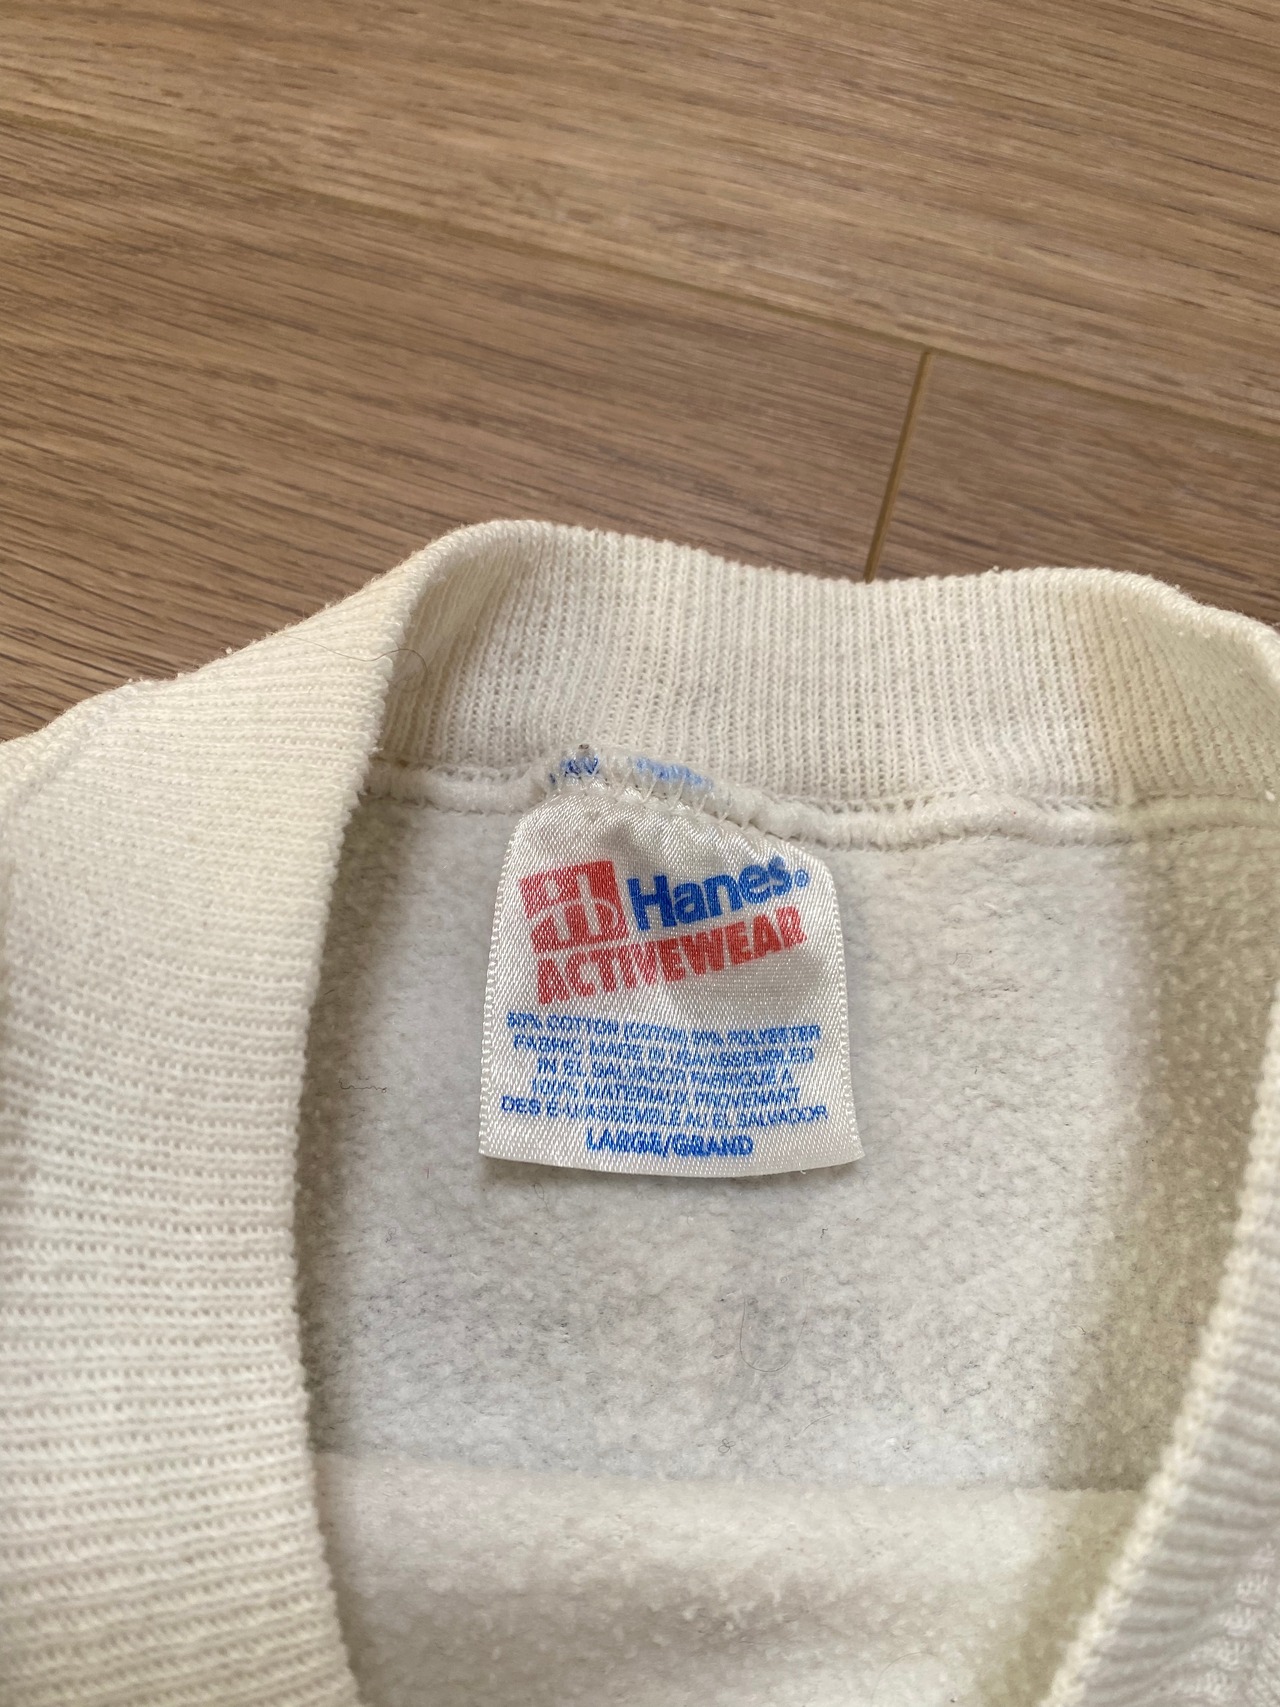 Hanes®
ACTIVEWEAR
50% COTTON (COTON) 50% POLYESTER
FABRIC MADE IN USA ASSEMBLED
IN EL SALVADOR FABRIQUÉ À
100% MATERIAUX PROVENANT
DES E-U ASSEMBLÉ AU EL SALVADOR
LARGE/GRAND